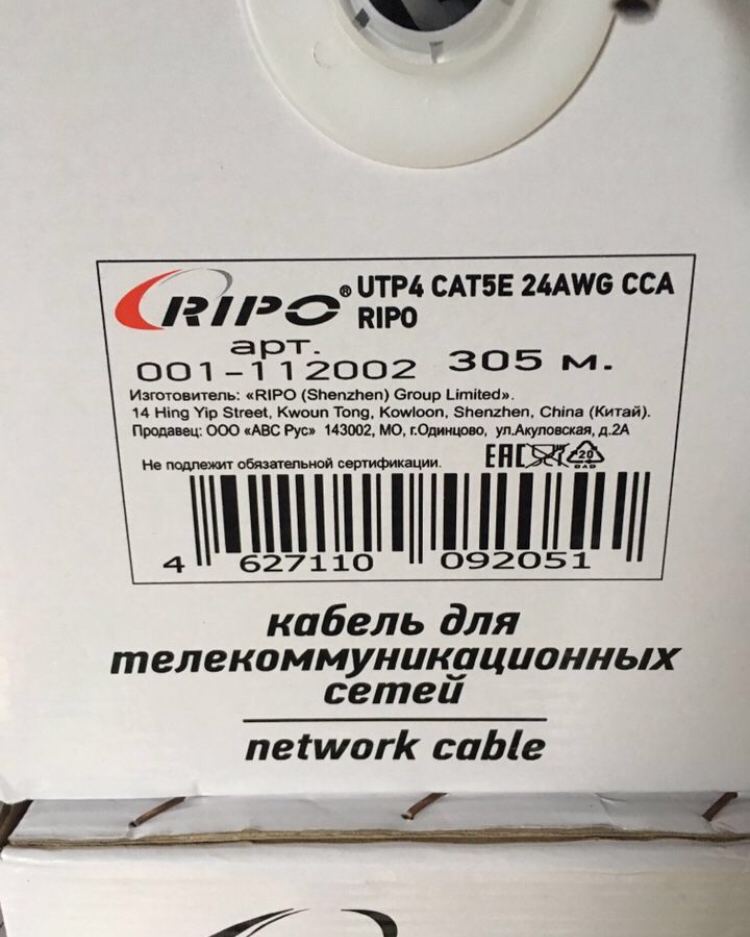 RIPO® UTP4 CAT5E 24AWG CCA
RIPO
арт.
001-112002 305 м.
Изготовитель: «RIPO (Shenzhen) Group Limited».
14 Hing Yip Street, Kwoun Tong, Kowloon, Shenzhen, China (Китай).
Продавец: ООО «АВС Рус» 143002, МО, г.Одинцово, ул.Акуловская, д.2А
Не подлежит обязательной сертификации. EAC 20
4 627110 092051
кабель для
телекоммуникационных
сетей
network cable